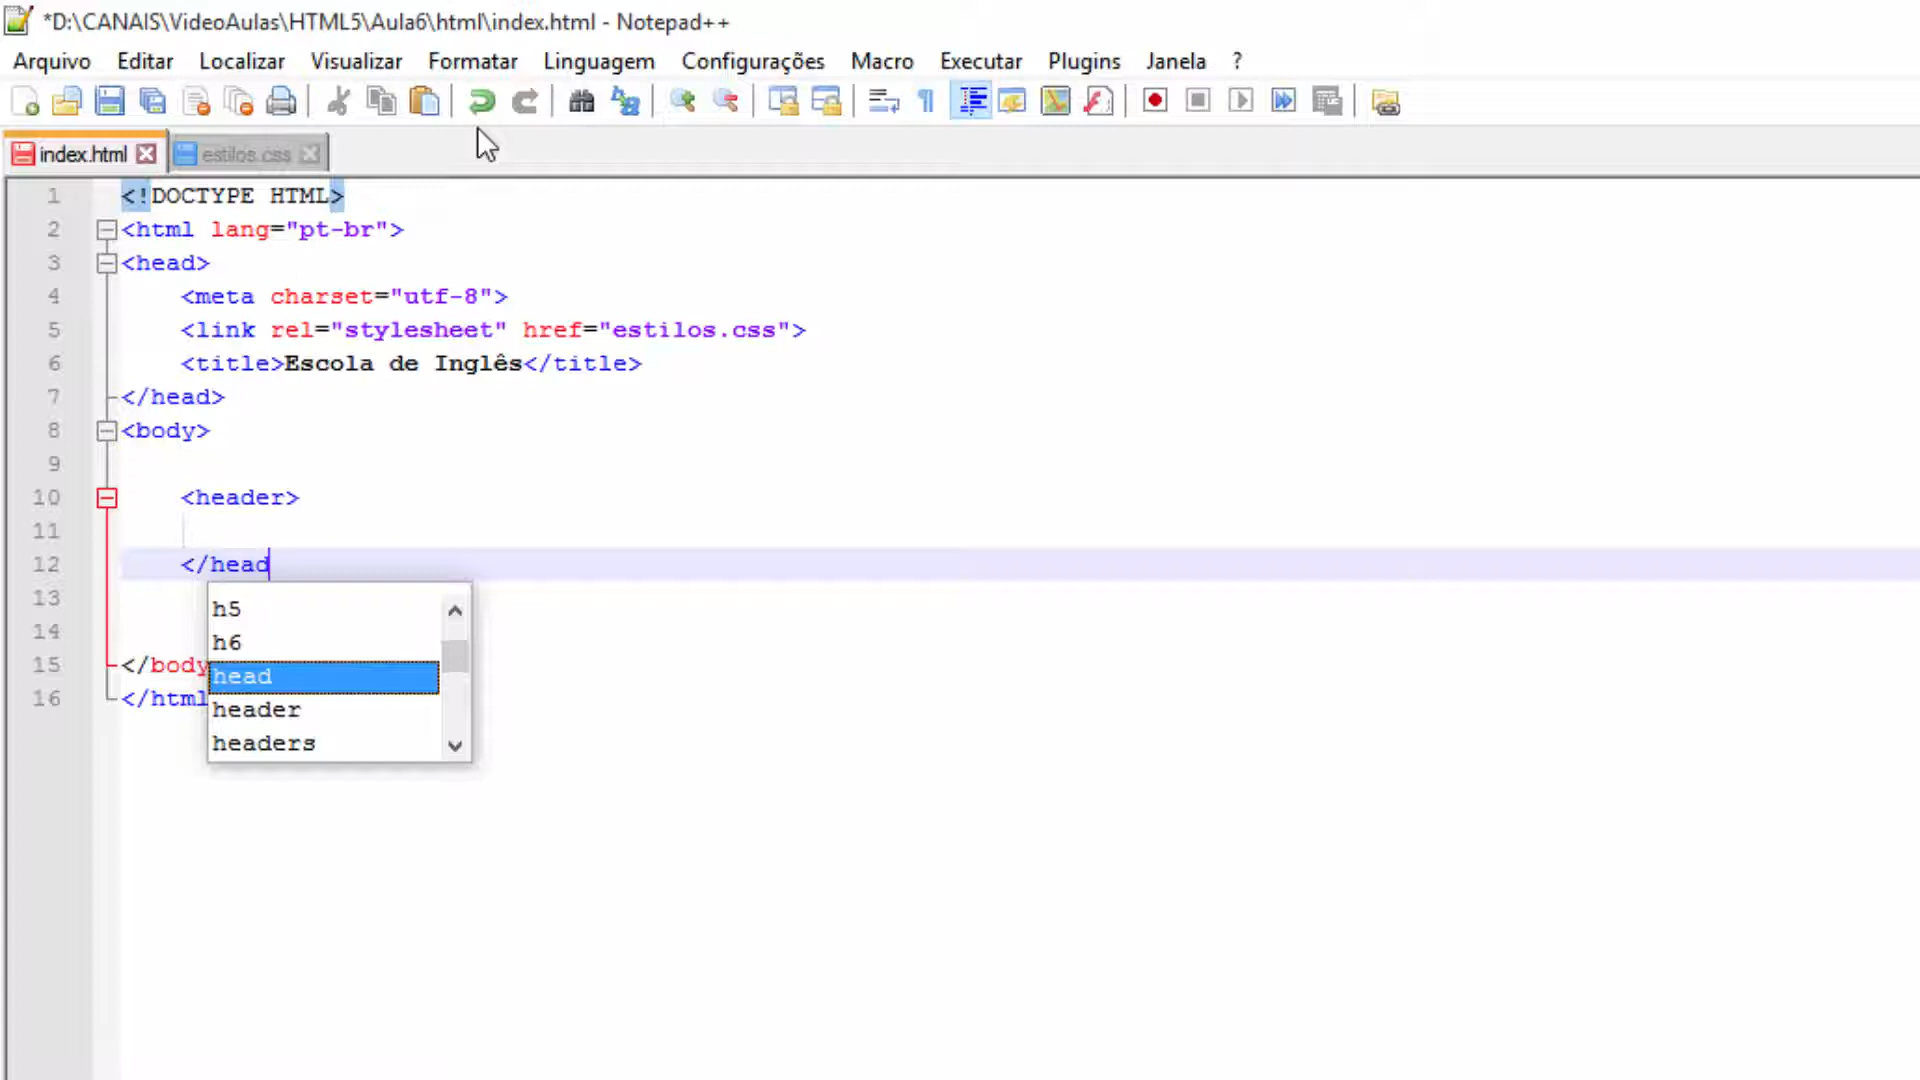 *D:\CANAIS\VideoAulas\HTML5\Aula6\html\index.html - Notepad++
Arquivo Editar Localizar Visualizar Formatar Linguagem Configurações Macro Executar Plugins Janela ?
index.html estilos.css
1 <!DOCTYPE HTML>
2 <html lang="pt-br">
3 <head>
4 <meta charset="utf-8">
5 <link rel="stylesheet" href="estilos.css">
6 <title>Escola de Inglês</title>
7 </head>
8 <body>
9
10 <header>
11
12 </head
13
14
15 </body
16 </html
h5
h6
head
header
headers